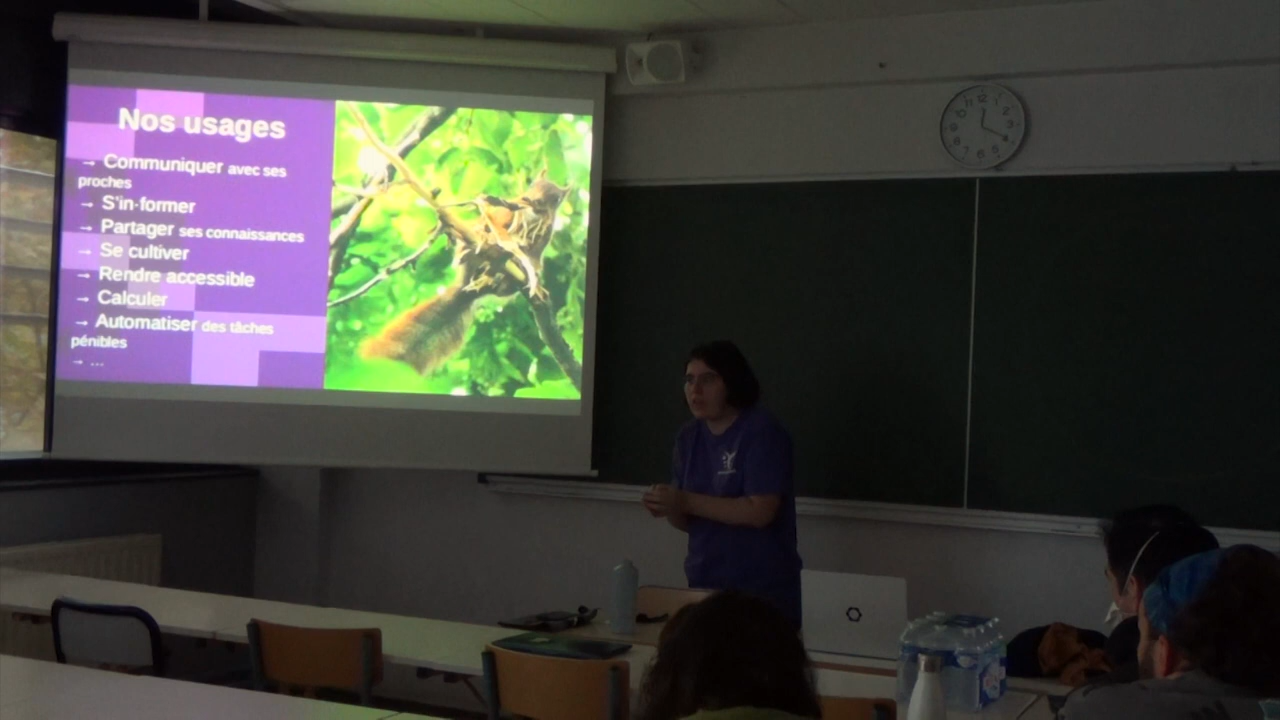 Nos usages
→ Communiquer avec ses
proches
→ S'in·former
→ Partager ses connaissances
→ Se cultiver
→ Rendre accessible
→ Calculer
→ Automatiser des tâches
pénibles
→ ...